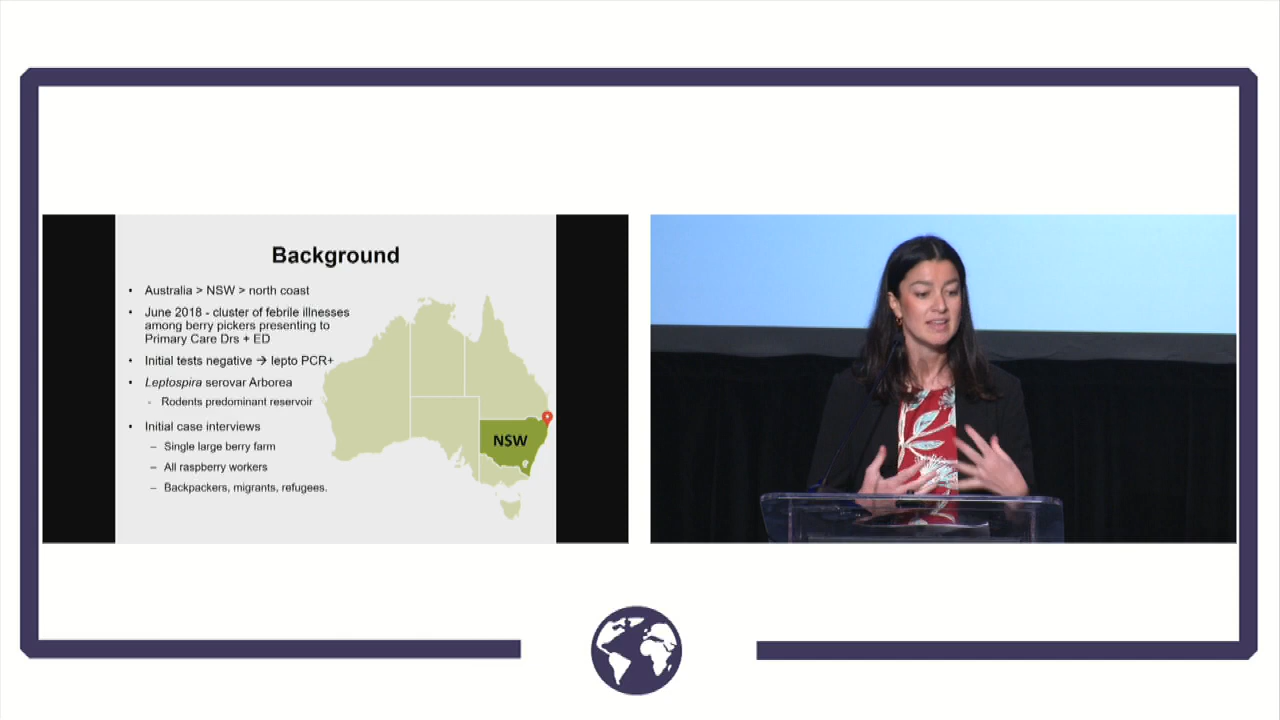 Background
• Australia > NSW > north coast
• June 2018 - cluster of febrile illnesses
among berry pickers presenting to
Primary Care Drs + ED
• Initial tests negative → lepto PCR+
• Leptospira serovar Arborea
- Rodents predominant reservoir
• Initial case interviews
– Single large berry farm
– All raspberry workers
– Backpackers, migrants, refugees.
NSW